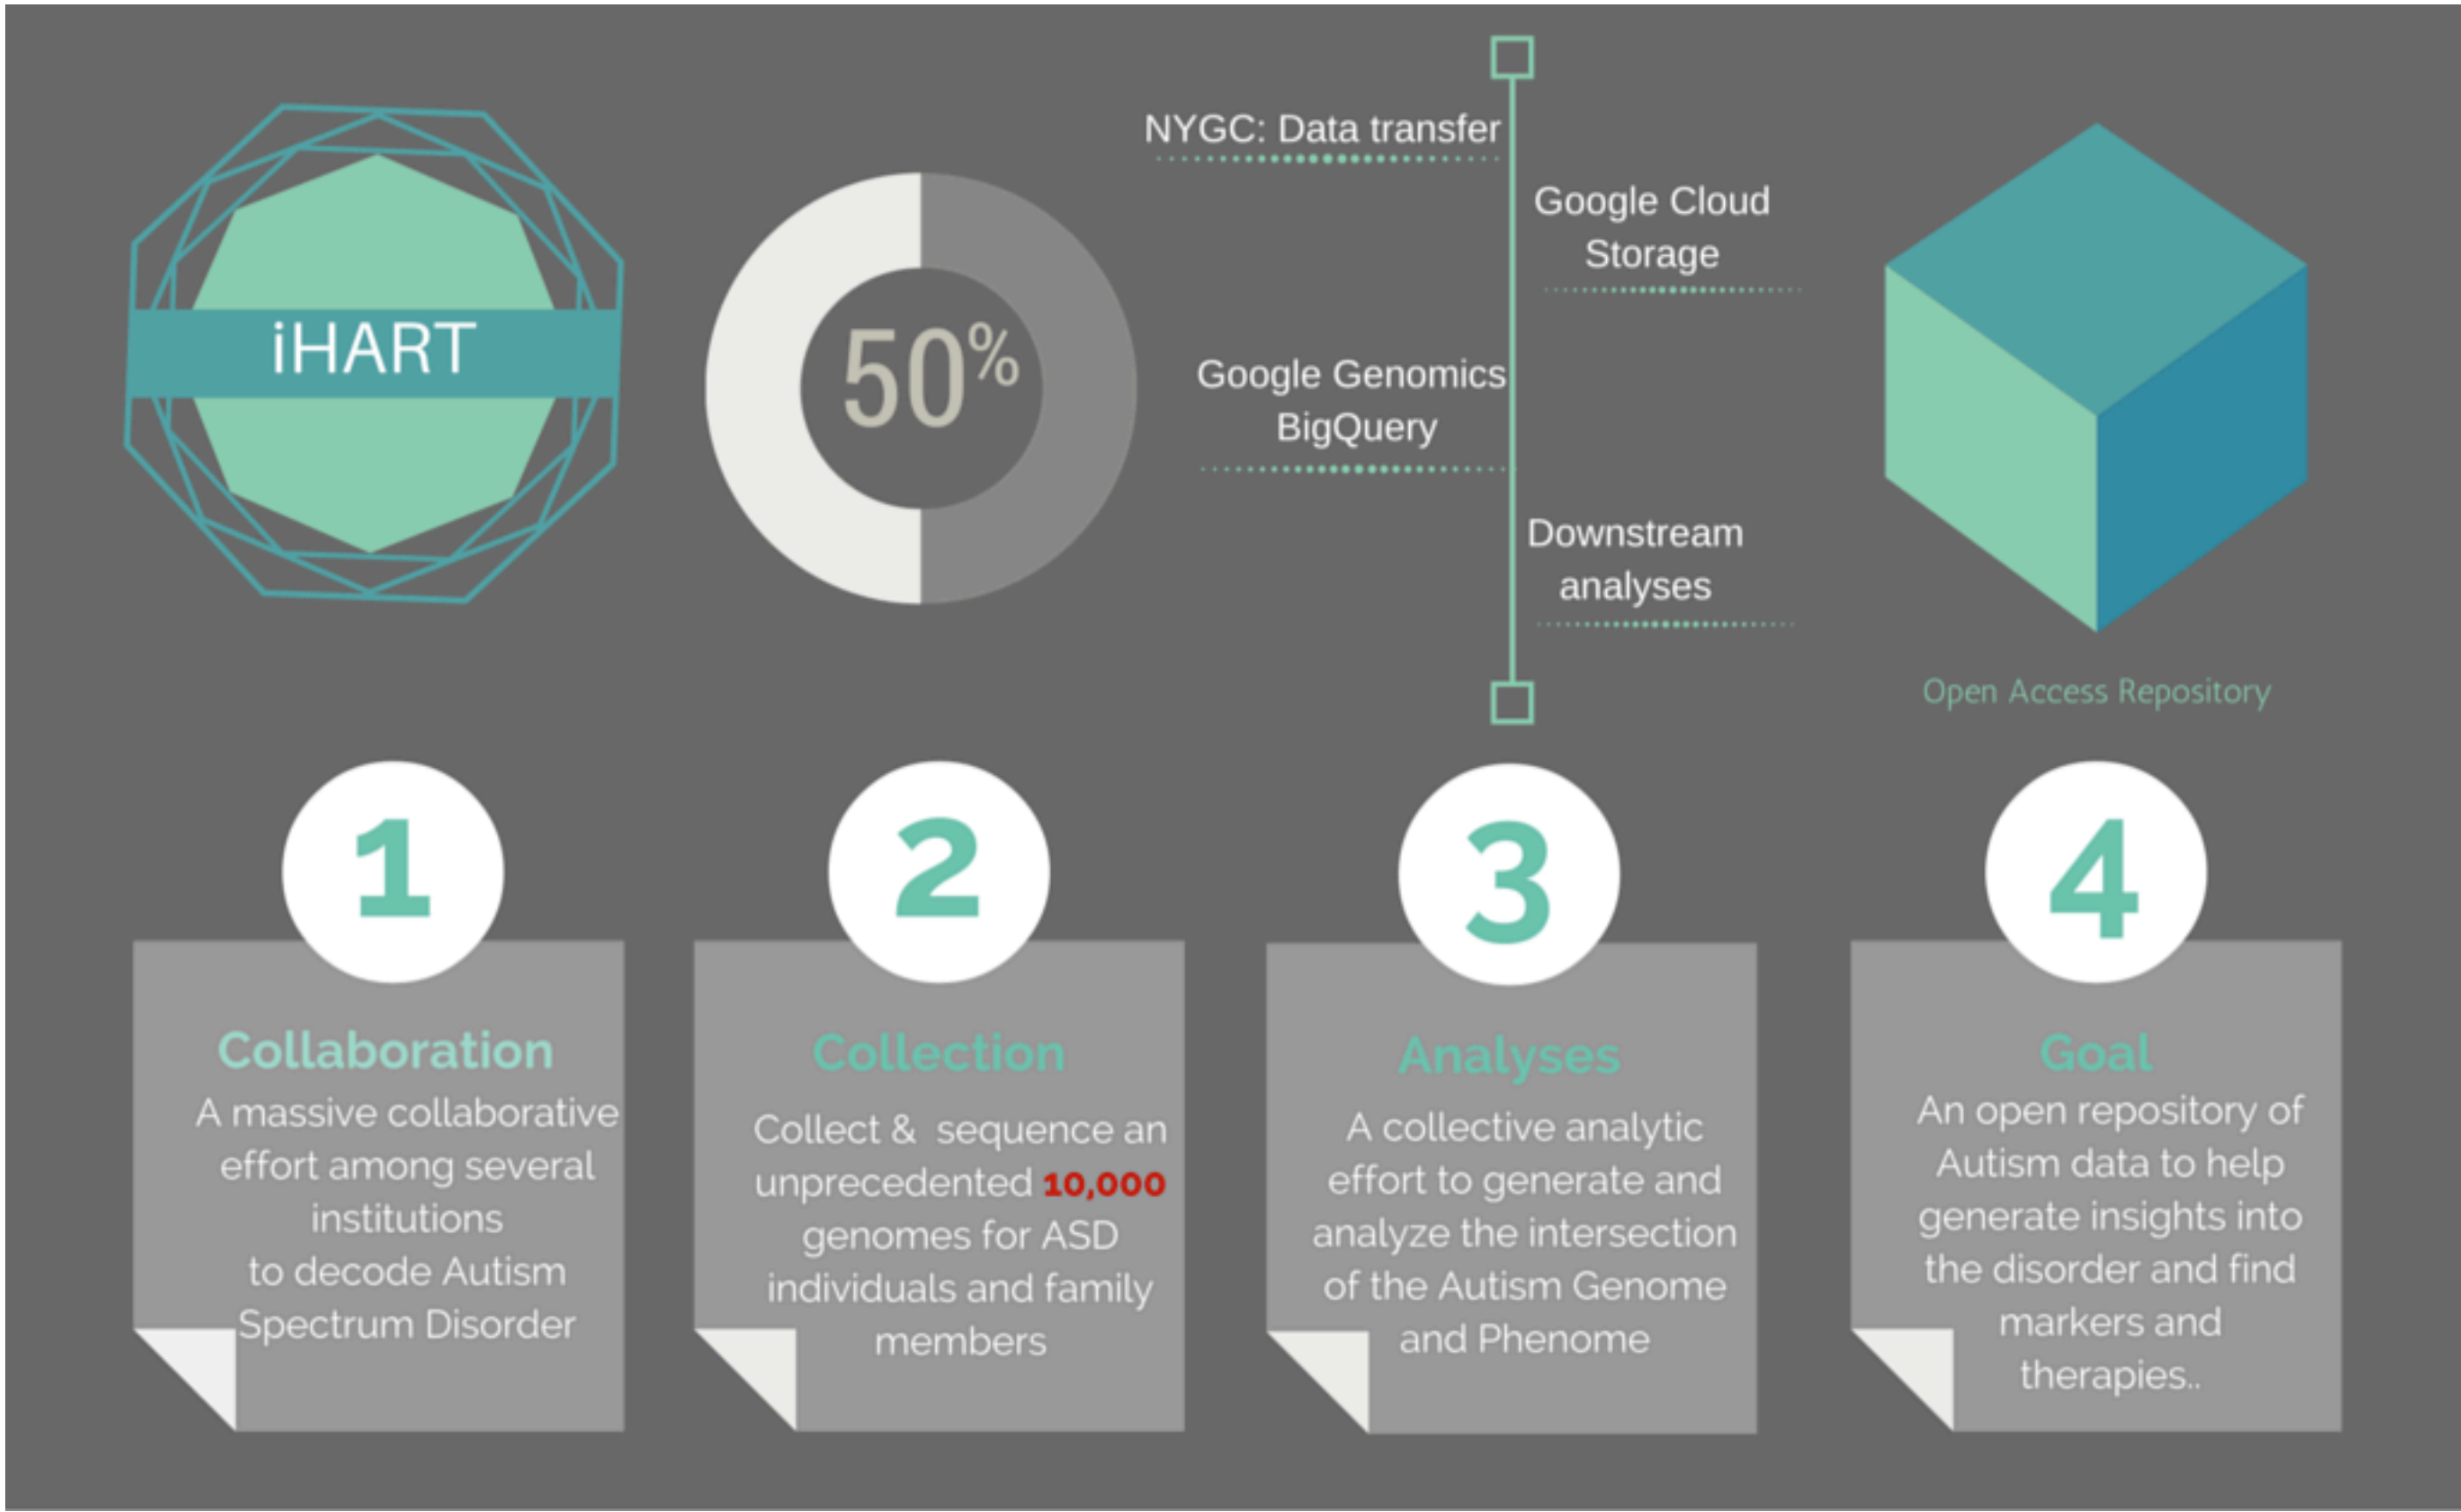 iHART
50%
NYGC: Data transfer
Google Cloud
Storage
Google Genomics
BigQuery
Downstream
analyses
Open Access Repository
1
Collaboration
A massive collaborative
effort among several
institutions
to decode Autism
Spectrum Disorder
2
Collection
Collect &  sequence an
unprecedented 10,000
genomes for ASD
individuals and family
members
3
Analyses
A collective analytic
effort to generate and
analyze the intersection
of the Autism Genome
and Phenome
4
Goal
An open repository of
Autism data to help
generate insights into
the disorder and find
markers and
therapies..